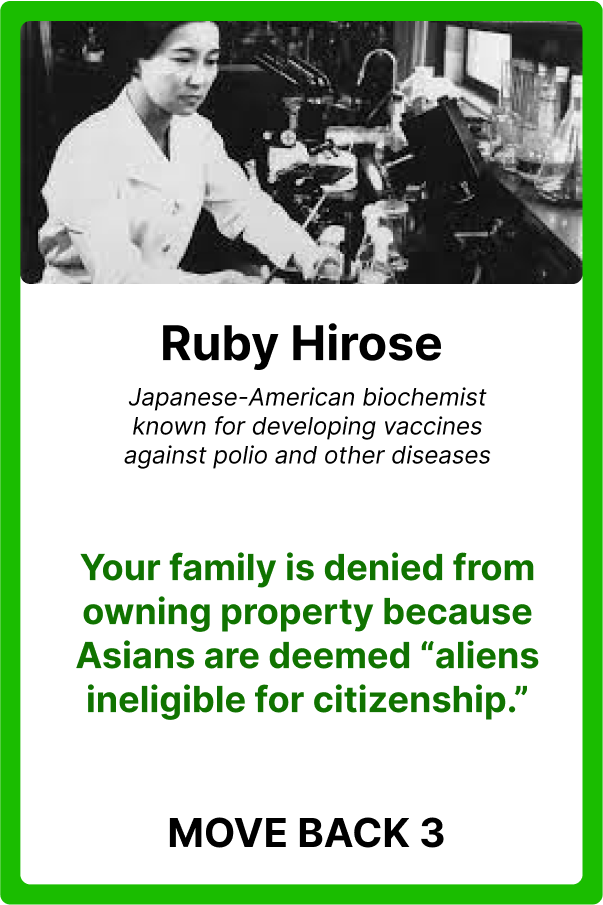 Ruby Hirose
Japanese-American biochemist
known for developing vaccines
against polio and other diseases
Your family is denied from
owning property because
Asians are deemed “aliens
ineligible for citizenship.”
MOVE BACK 3